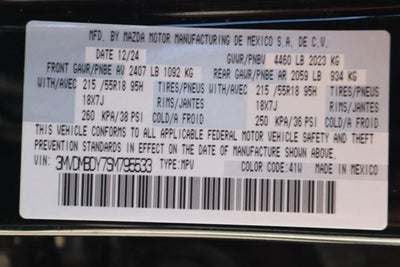 MFD. BY MAZDA MOTOR MANUFACTURING DE MEXICO S.A. DE C.V.
DATE 12/24 GVWR/PNBV 4460 LB 2023 KG
FRONT GAWR/PNBE AV 2407 LB 1092 KG REAR GAWR/PNBE AR 2059 LB 934 KG
WITH/AVEC 215/55R18 95H TIRES/PNEUS WITH/AVEC 215/55R18 95H TIRES/PNEUS
18X7J RIMS/JANTES 18X7J RIMS/JANTES
260 KPA/38 PSI COLD/A FROID 250 KPA/36 PSI COLD/A FROID
THIS VEHICLE CONFORMS TO ALL APPLICABLE FEDERAL MOTOR VEHICLE SAFETY AND THEFT
PREVENTION STANDARDS IN EFFECT ON THE DATE OF MANUFACTURE SHOWN ABOVE.
VIN: 3MVDMBDY7SM795533 TYPE: MPV COLOR CODE: 41W MADE IN MEXICO